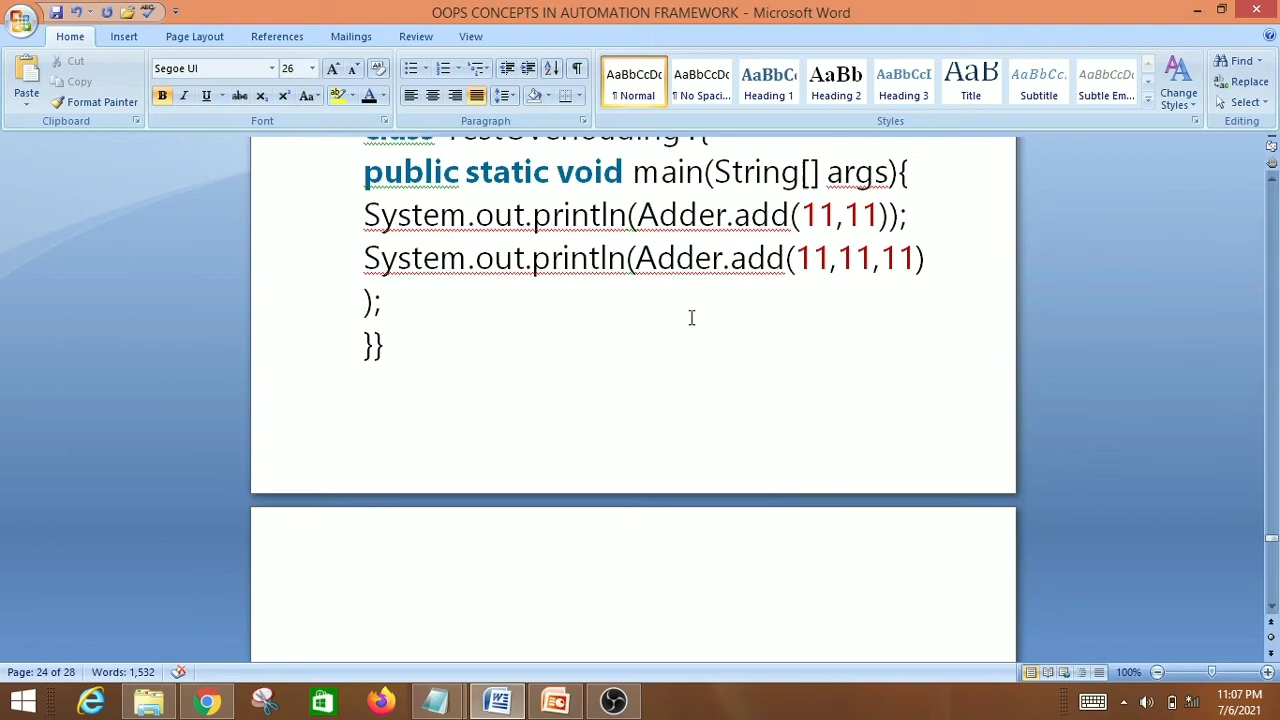 OOPS CONCEPTS IN AUTOMATION FRAMEWORK - Microsoft Word
Home Insert Page Layout References Mailings Review View
Paste
Cut
Copy
Format Painter
Clipboard
Segoe UI 26
Font
Paragraph
AaBbCcDc AaBbCcDc AaBbCc AaBb AaBbCcI AaB AaBbCc. AaBbCcDc
¶ Normal ¶ No Spaci... Heading 1 Heading 2 Heading 3 Title Subtitle Subtle Em...
Change Styles
Styles
Find
Replace
Select
Editing
public static void main(String[] args){
System.out.println(Adder.add(11,11));
System.out.println(Adder.add(11,11,11)
);
}}
Page: 24 of 28 Words: 1,532 100%
11:07 PM
7/6/2021